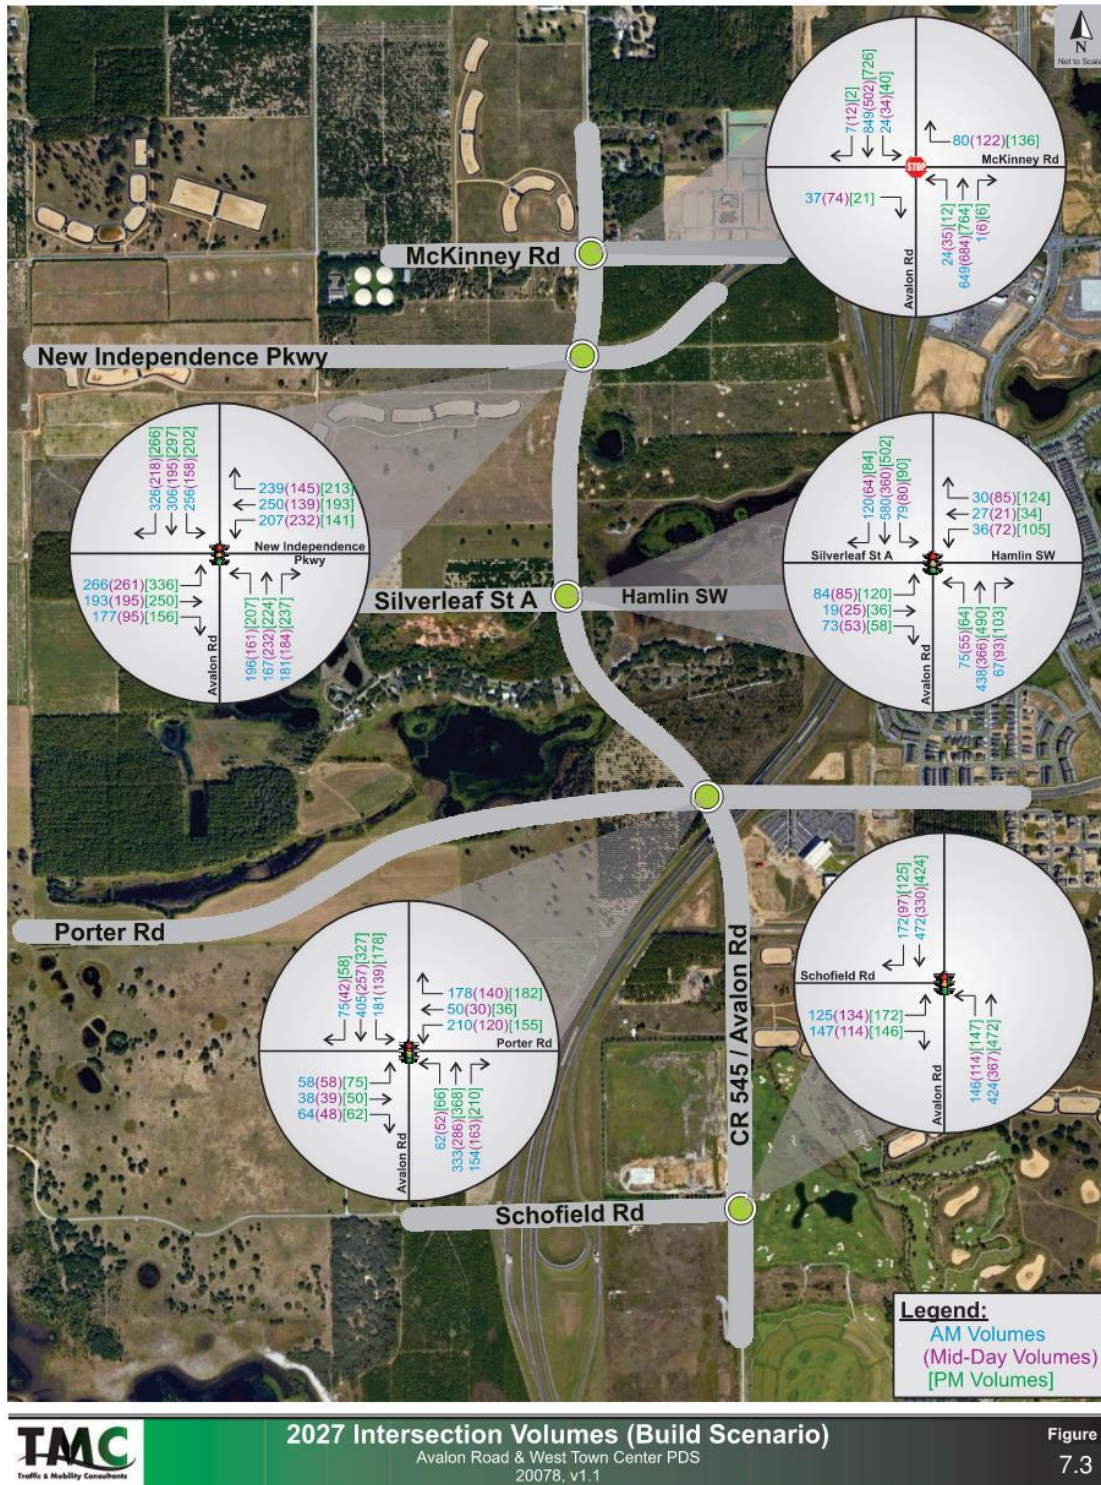 N
Not to Scale
7(12)[2]
849(502)[726]
24(34)[40]
80(122)[136]
McKinney Rd
STOP
37(74)[21]
24(35)[12]
649(684)[764]
1(6)[6]
Avalon Rd
McKinney Rd
New Independence Pkwy
326(218)[266]
306(195)[297]
256(158)[202]
239(145)[213]
250(139)[193]
207(232)[141]
New Independence
Pkwy
266(261)[336]
193(195)[250]
177(95)[156]
196(161)[207]
167(232)[224]
181(184)[237]
Avalon Rd
120(64)[84]
580(360)[502]
79(80)[90]
30(85)[124]
27(21)[34]
36(72)[105]
Silverleaf St A
Hamlin SW
84(85)[120]
19(25)[36]
73(53)[58]
75(55)[64]
438(366)[490]
67(93)[103]
Avalon Rd
Silverleaf St A
Hamlin SW
Porter Rd
75(42)[58]
405(257)[327]
181(139)[178]
178(140)[182]
50(30)[36]
210(120)[155]
Porter Rd
58(58)[75]
38(39)[50]
64(48)[62]
62(52)[66]
333(286)[368]
154(163)[210]
Avalon Rd
CR 545 / Avalon Rd
172(97)[125]
472(330)[424]
Schofield Rd
125(134)[172]
147(114)[146]
146(114)[147]
424(367)[472]
Avalon Rd
Schofield Rd
Legend:
AM Volumes
(Mid-Day Volumes)
[PM Volumes]
TMC
Traffic & Mobility Consultants
2027 Intersection Volumes (Build Scenario)
Avalon Road & West Town Center PDS
20078, v1.1
Figure
7.3